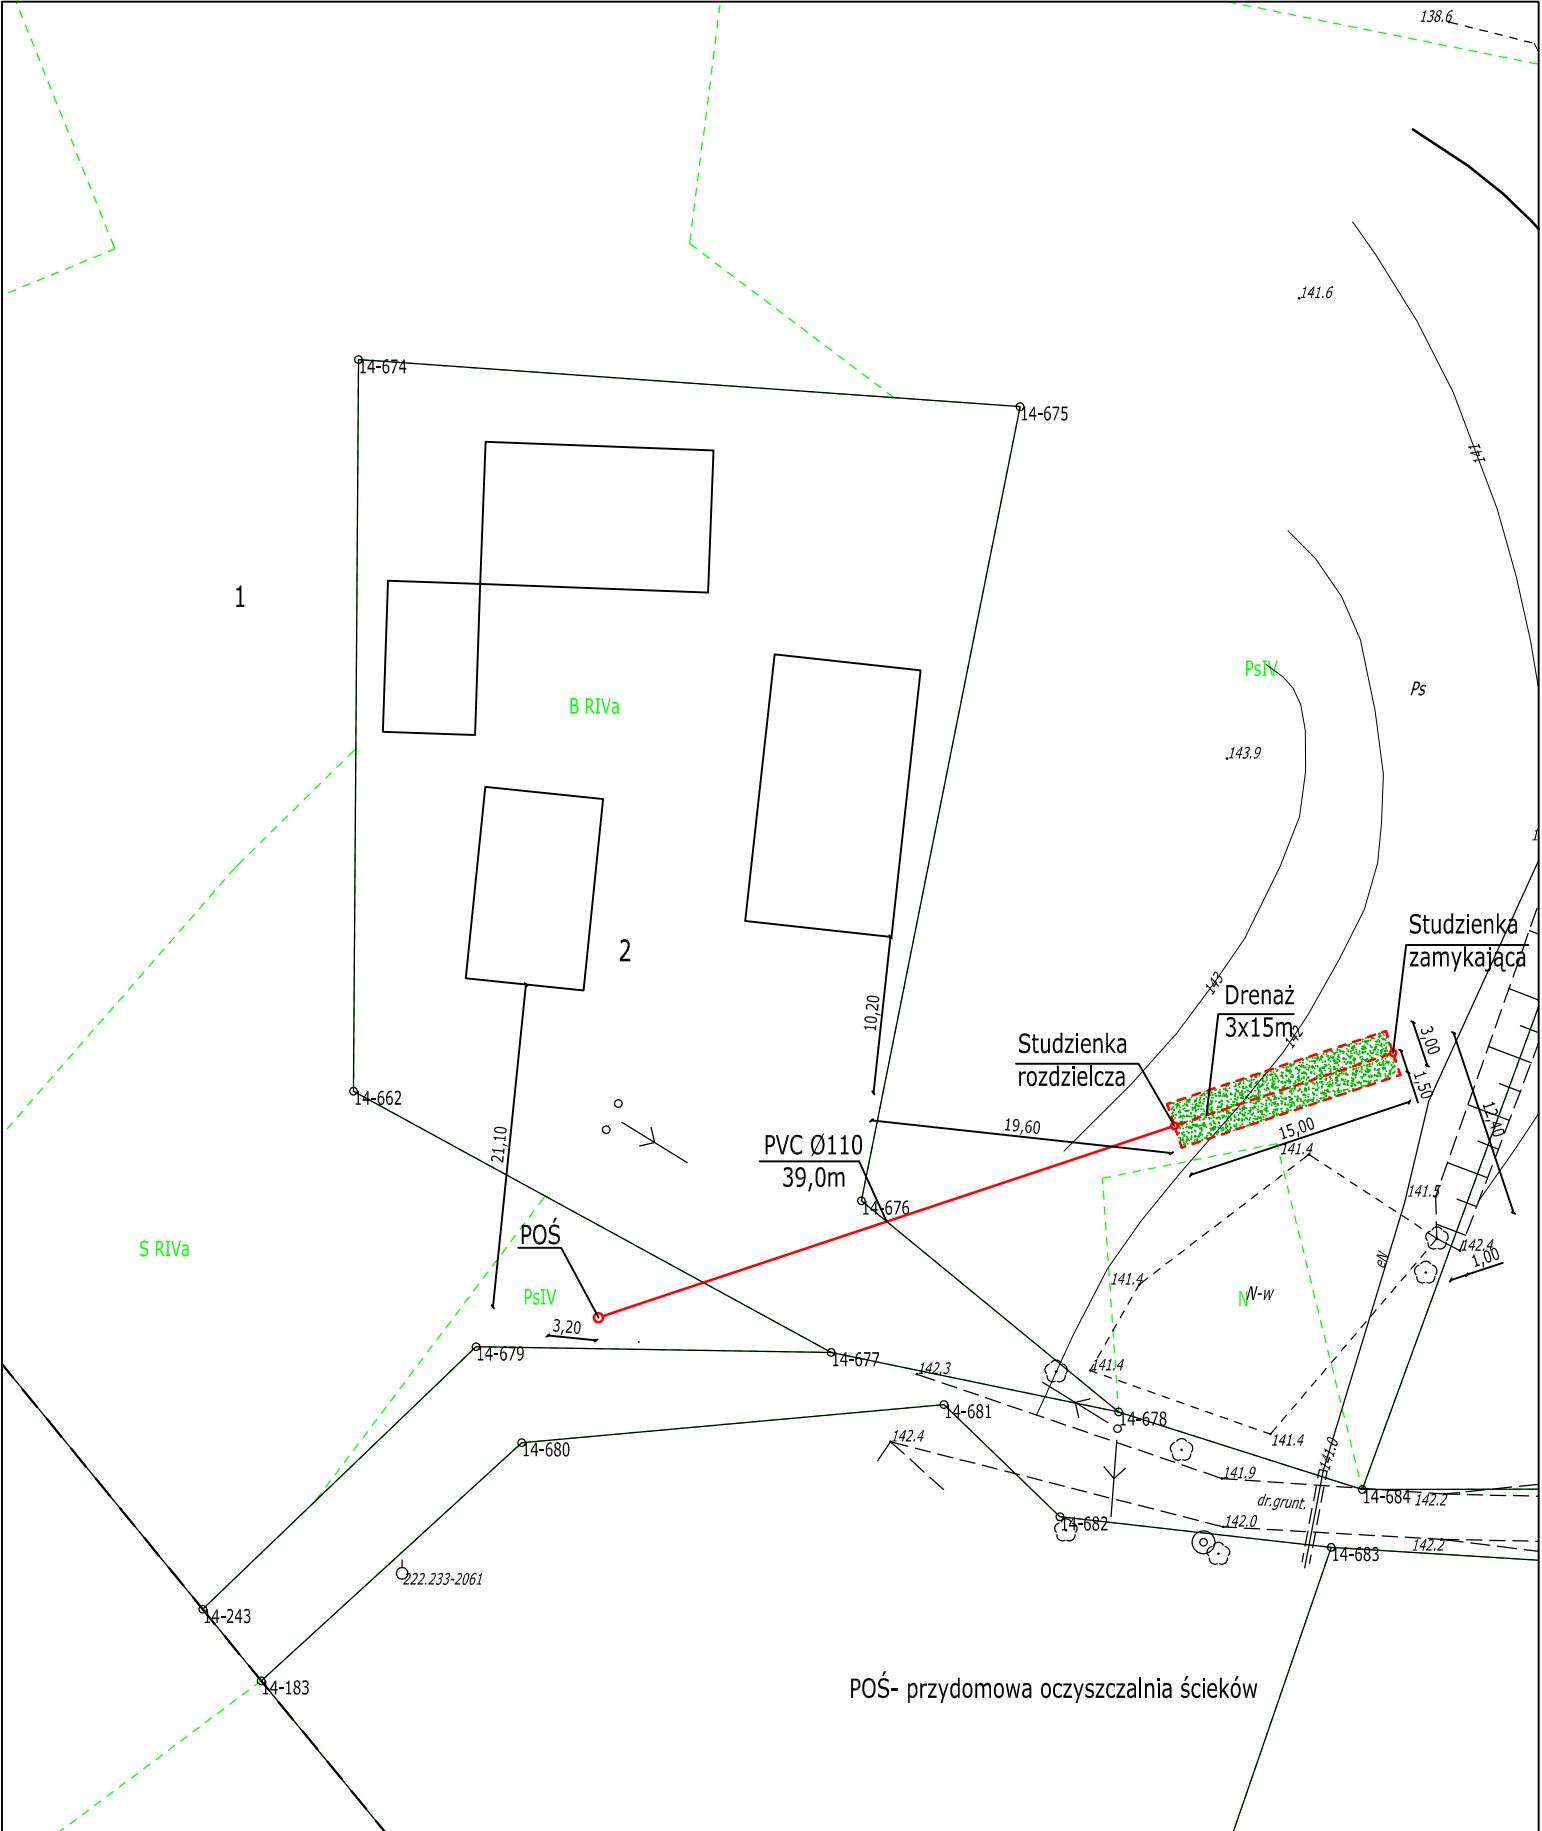 138.6
141.6
14-674
14-675
141
1
PsIV
Ps
B RIVa
143.9
Studzienka
zamykająca
2
143
Drenaż
3x15m
142
10,20
Studzienka
rozdzielcza
3,00
1,50
14-662
12,40
19,60
15,00
21,10
PVC Ø110
39,0m
141.4
141.5
14-676
POŚ
S RIVa
142.4
1,00
eN
141.4
PsIV
N
N-w
3,20
14-679
14-677
142.3
141.4
14-681
14-678
142.4
141.4
14-680
141.0
141.9
14-684
142.2
dr.grunt.
14-682
142.0
142.2
14-683
222.233-2061
14-243
14-183
POŚ- przydomowa oczyszczalnia ścieków